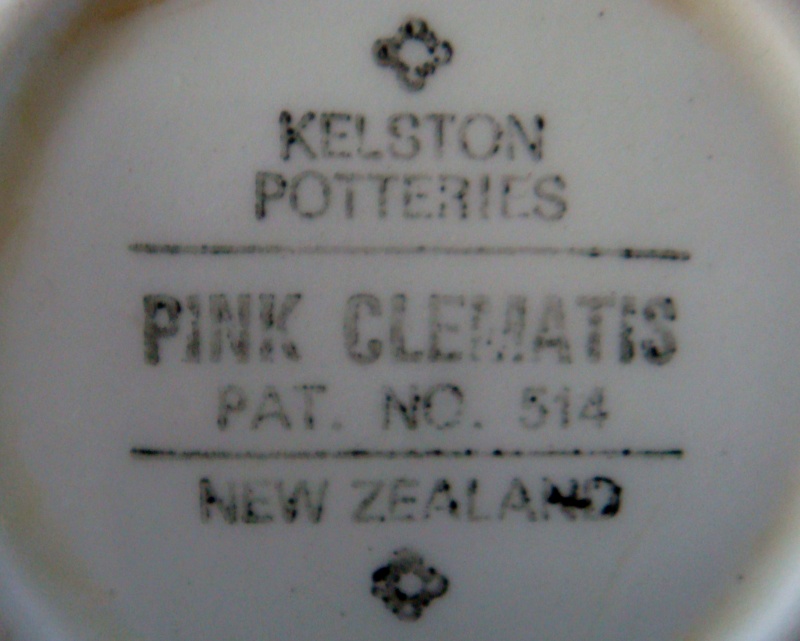 KELSTON
POTTERIES
PINK CLEMATIS
PAT. NO. 514
NEW ZEALAND